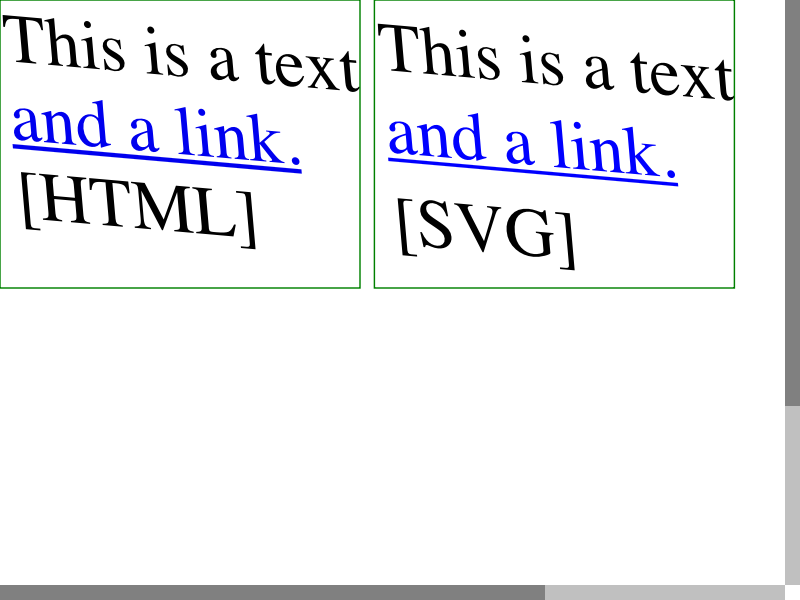 This is a text
and a link.
[HTML]
This is a text
and a link.
[SVG]